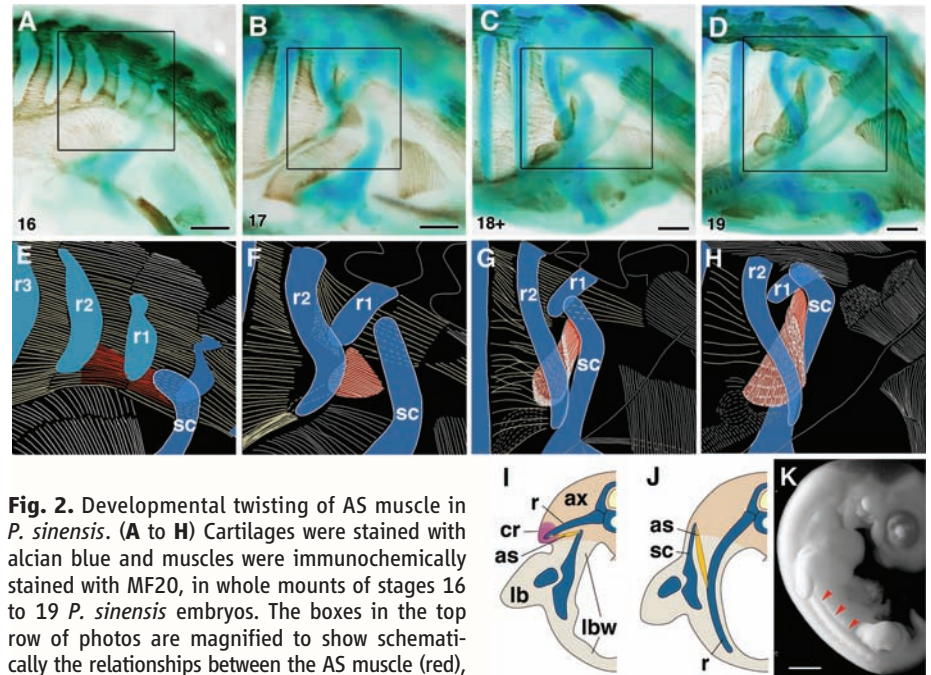 A B C D
16 17 18+ 19
E F G H
r3 r2 r1 sc
r2 r1 sc
r2 r1 sc
r2 r1 sc
I J K
r ax
cr
as
lb
lbw
as
sc
r
Fig. 2. Developmental twisting of AS muscle in
P. sinensis. (A to H) Cartilages were stained with
alcian blue and muscles were immunochemically
stained with MF20, in whole mounts of stages 16
to 19 P. sinensis embryos. The boxes in the top
row of photos are magnified to show schemati-
cally the relationships between the AS muscle (red),